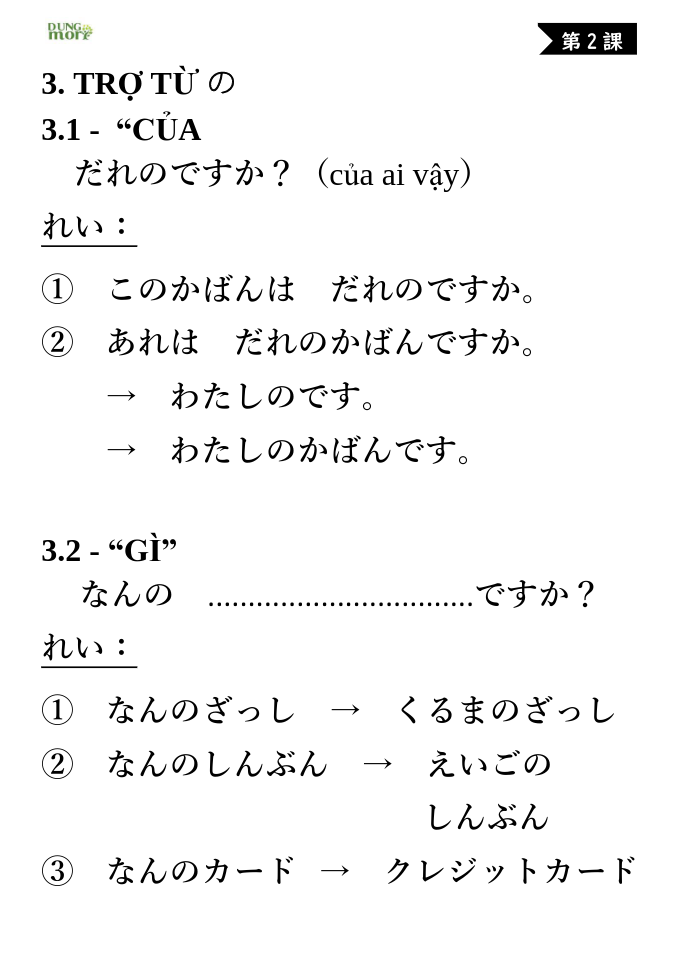 DUNG
mori
第２課
3. TRỢ TỪ の
3.1 - “CỦA
だれのですか？（của ai vậy）
れい：
①　このかばんは　だれのですか。
②　あれは　だれのかばんですか。
→　わたしのです。
→　わたしのかばんです。
3.2 - “GÌ”
なんの　.................................ですか？
れい：
①　なんのざっし　→　くるまのざっし
②　なんのしんぶん　→　えいごの
しんぶん
③　なんのカード　→　クレジットカード